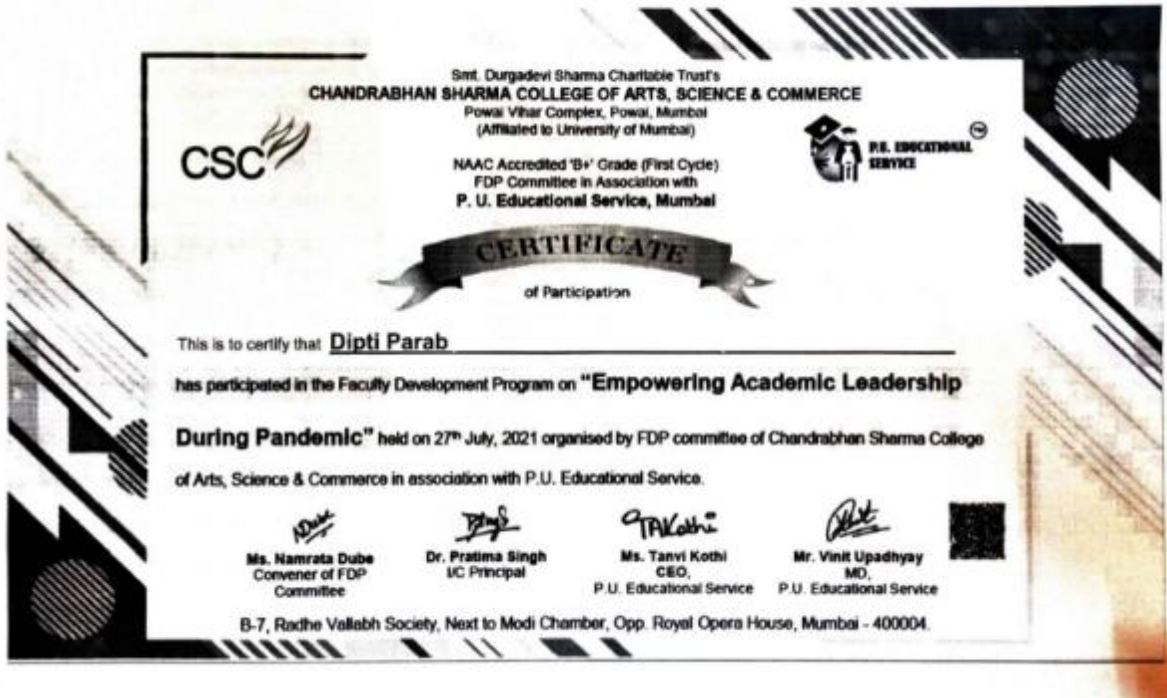 Smt. Durgadevi Sharma Charitable Trust's
CHANDRABHAN SHARMA COLLEGE OF ARTS, SCIENCE & COMMERCE
Powai Vihar Complex, Powai, Mumbai
(Affiliated to University of Mumbai)
CSC
P.U. EDUCATIONAL
SERVICE
TM
NAAC Accredited 'B+' Grade (First Cycle)
FDP Committee in Association with
P. U. Educational Service, Mumbai
CERTIFICATE
of Participation
This is to certify that Dipti Parab
has participated in the Faculty Development Program on "Empowering Academic Leadership
During Pandemic" held on 27th July, 2021 organised by FDP committee of Chandrabhan Sharma College
of Arts, Science & Commerce in association with P.U. Educational Service.
NDube
TAKothi
Ms. Namrata Dube
Convener of FDP
Committee
Dr. Pratima Singh
I/C Principal
Ms. Tanvi Kothi
CEO,
P.U. Educational Service
Mr. Vinit Upadhyay
MD,
P.U. Educational Service
B-7, Radhe Vallabh Society, Next to Modi Chamber, Opp. Royal Opera House, Mumbai - 400004.